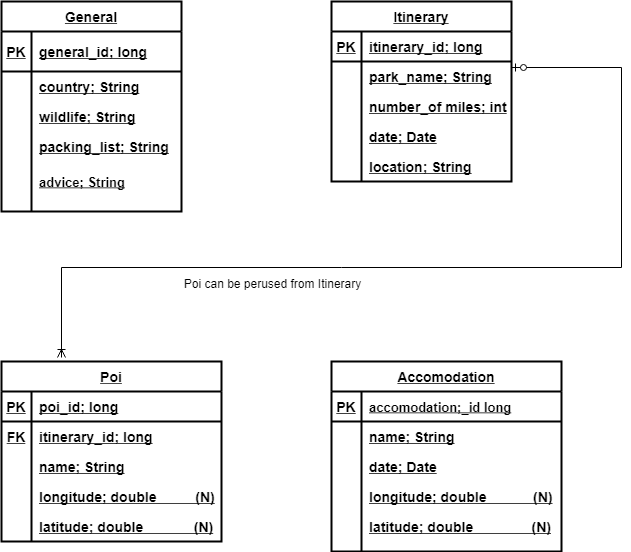 General
PK general_id; long
country; String
wildlife; String
packing_list; String
advice; String
Itinerary
PK itinerary_id; long
park_name; String
number_of miles; int
date; Date
location; String
Poi can be perused from Itinerary
Poi
PK poi_id; long
FK itinerary_id; long
name; String
longitude; double (N)
latitude; double (N)
Accomodation
PK accomodation;_id long
name; String
date; Date
longitude; double (N)
latitude; double (N)